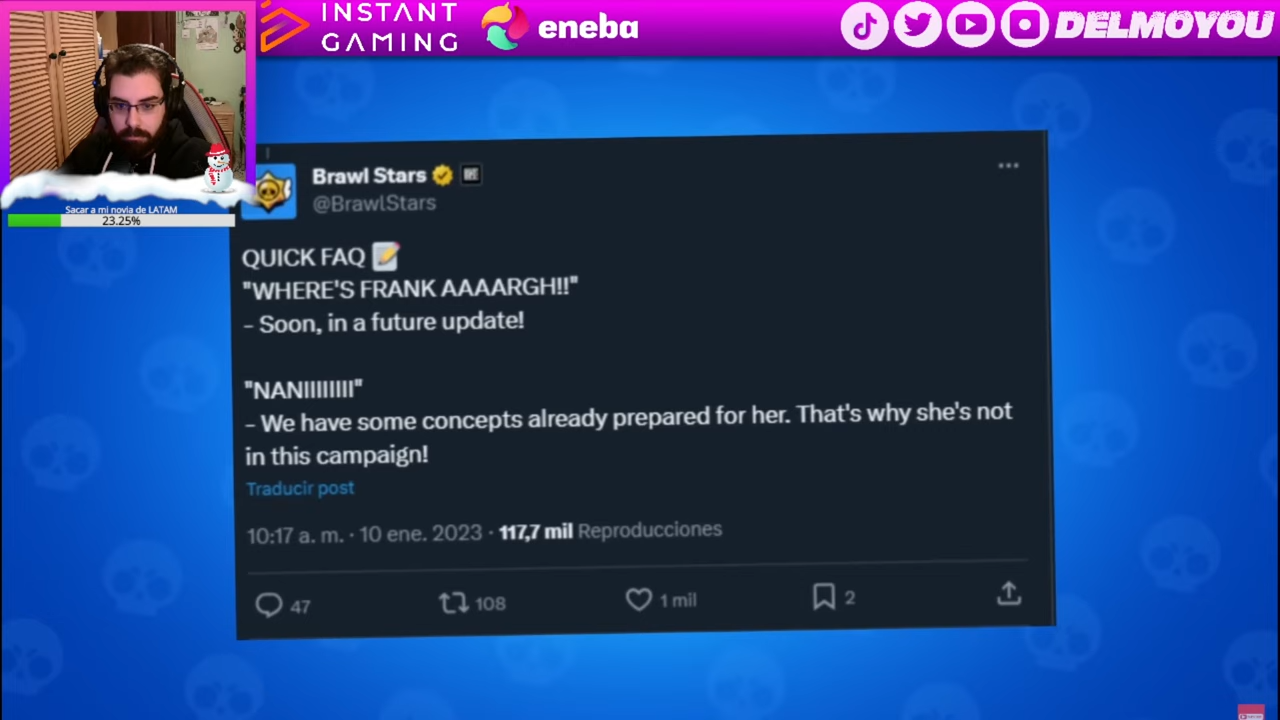 INSTANT
GAMING
eneba
DELMOYOU
Sacar a mi novia de LATAM
23.25%
Brawl Stars
@BrawlStars
QUICK FAQ 📝
"WHERE'S FRANK AAAARGH!!"
– Soon, in a future update!
"NANIIIIIIIII"
– We have some concepts already prepared for her. That's why she's not
in this campaign!
Traducir post
10:17 a. m. · 10 ene. 2023 · 117,7 mil Reproducciones
47 108 1 mil 2